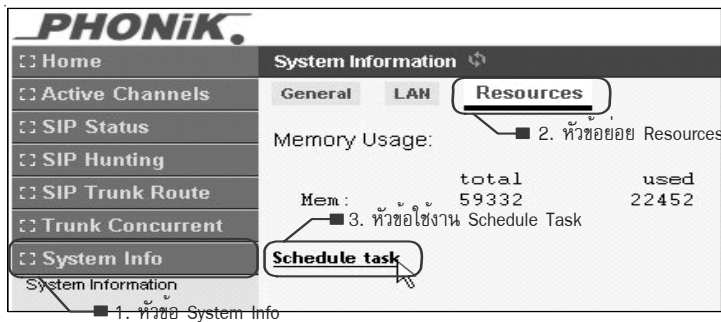 PHONiK
Home
Active Channels
SIP Status
SIP Hunting
SIP Trunk Route
Trunk Concurrent
System Info
System Information
1. หัวข้อ System Info
System Information
General LAN Resources
2. หัวข้อย่อย Resources
Memory Usage:
total used
Mem: 59332 22452
3. หัวข้อใช้งาน Schedule Task
Schedule task